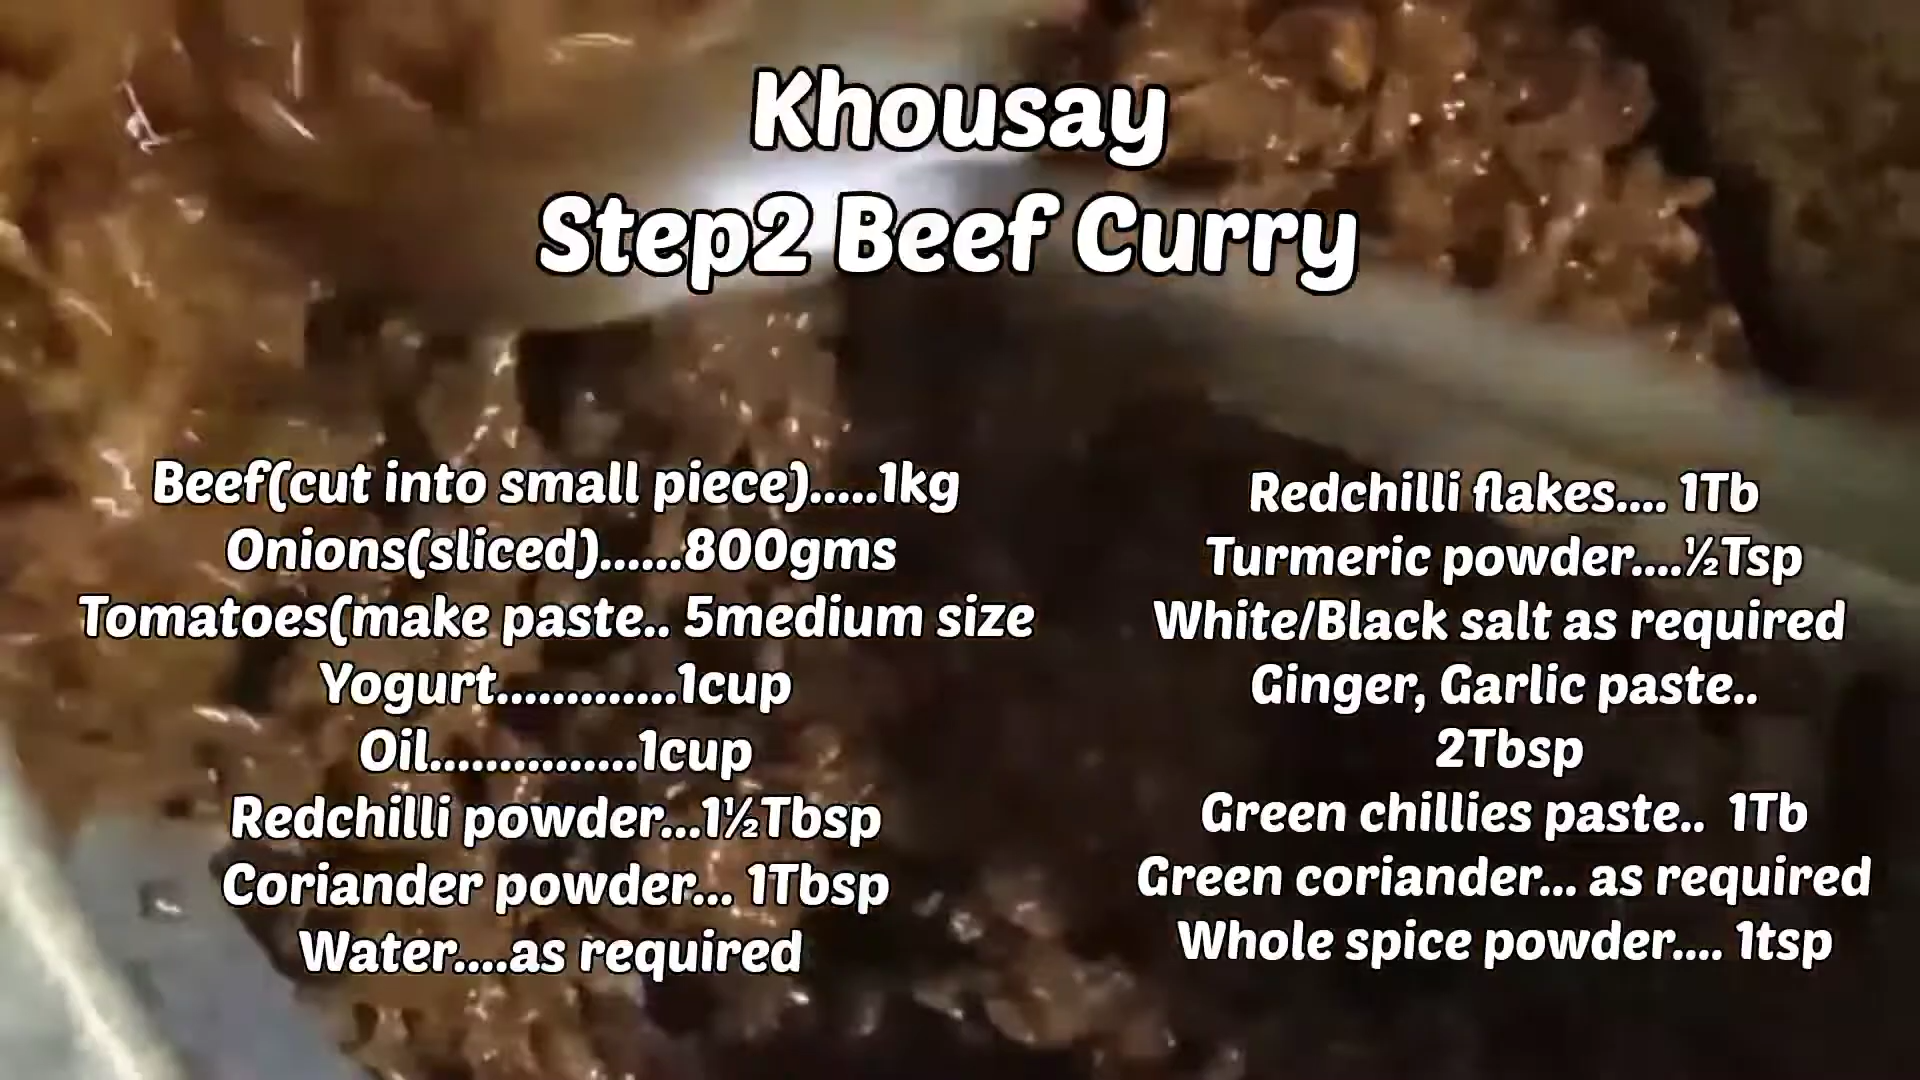 Khousay
Step2 Beef Curry
Beef(cut into small piece).....1kg
Onions(sliced)......800gms
Tomatoes(make paste.. 5medium size
Yogurt.............1cup
Oil...............1cup
Redchilli powder...1½Tbsp
Coriander powder... 1Tbsp
Water....as required
Redchilli flakes.... 1Tb
Turmeric powder....½Tsp
White/Black salt as required
Ginger, Garlic paste..
2Tbsp
Green chillies paste..  1Tb
Green coriander... as required
Whole spice powder.... 1tsp